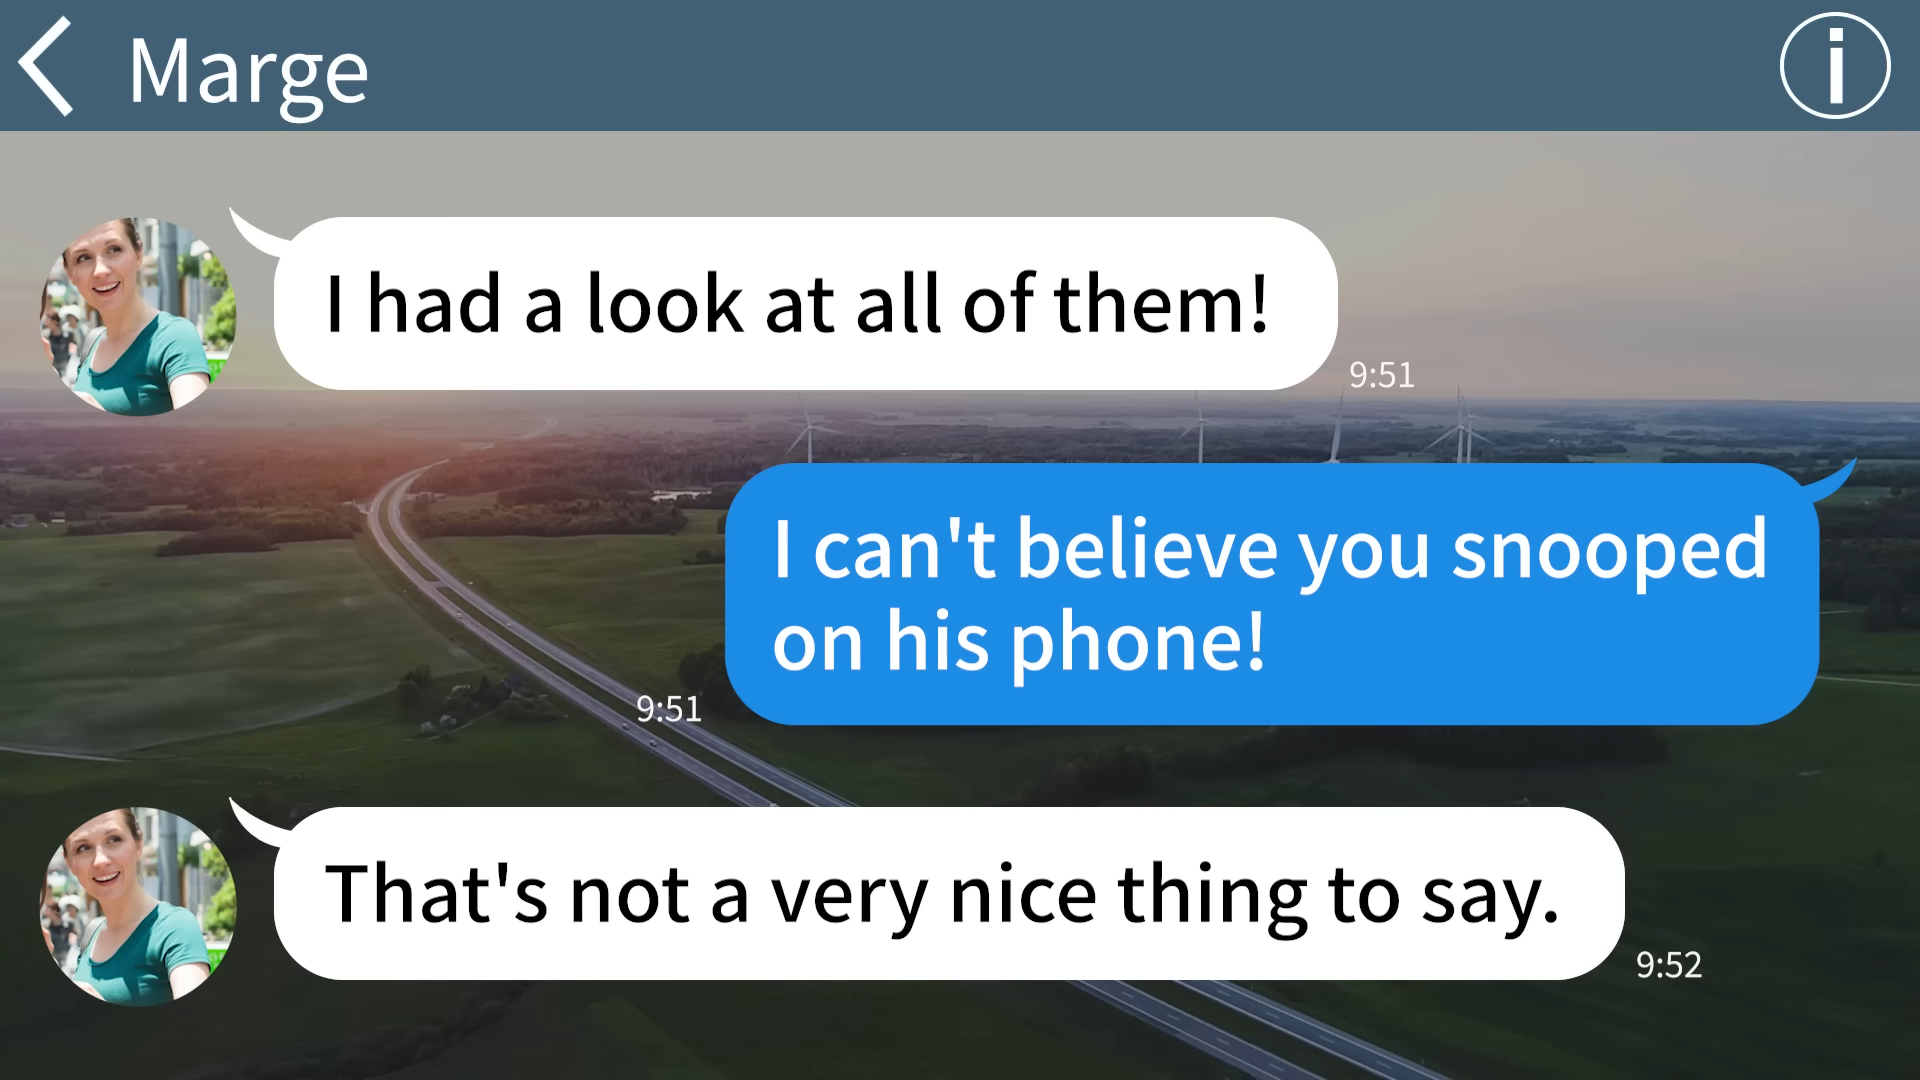 Marge
I had a look at all of them!
9:51
I can't believe you snooped
on his phone!
9:51
That's not a very nice thing to say.
9:52